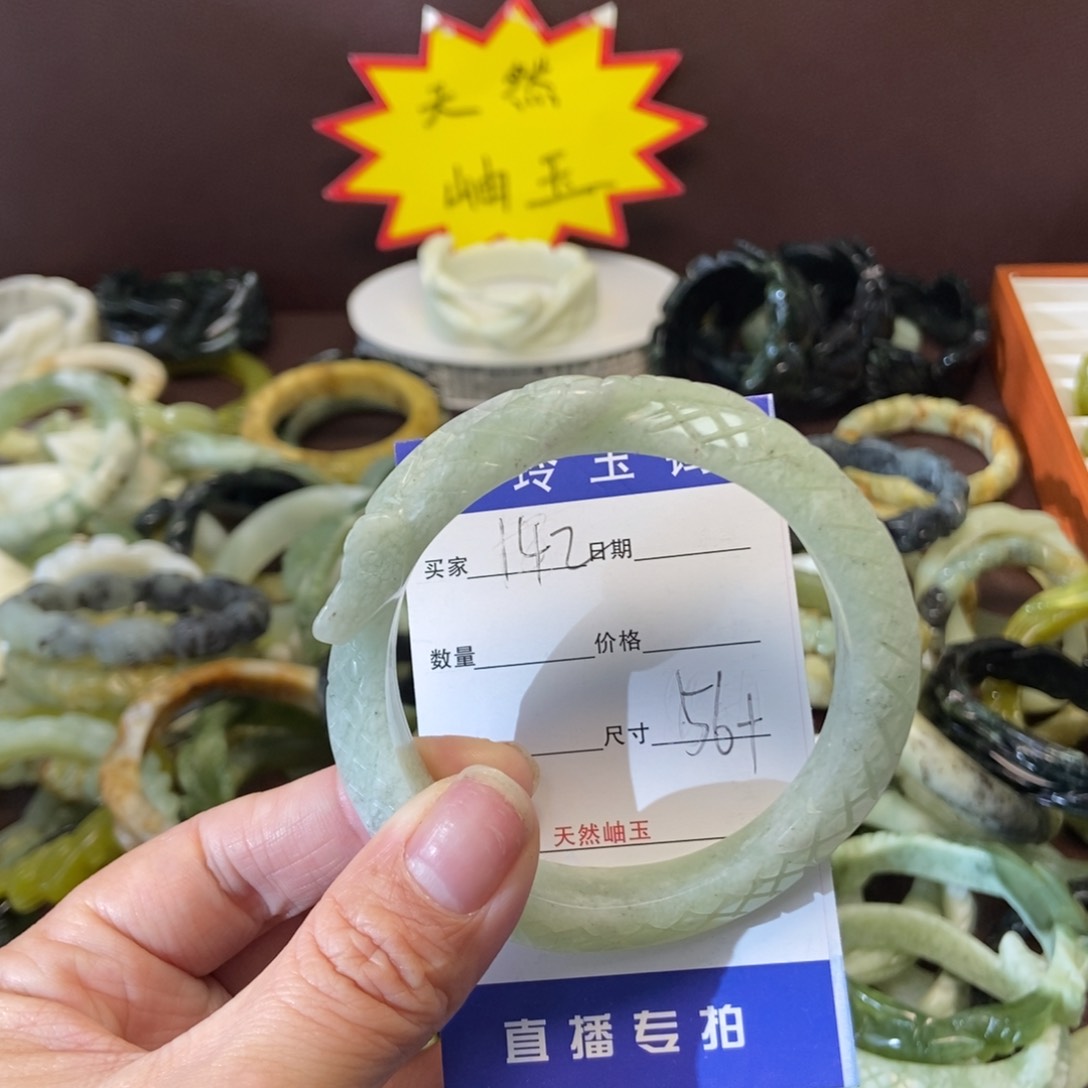 天然
岫玉
玲玉
买家 142 日期
数量 价格
尺寸 56+
天然岫玉
直播专拍